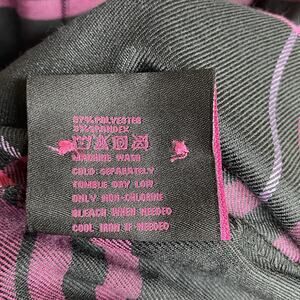 97% POLYESTER
3% SPANDEX
MACHINE WASH
COLD SEPARATELY
TUMBLE DRY LOW
ONLY NON-CHLORINE
BLEACH WHEN NEEDED
COOL IRON IF NEEDED